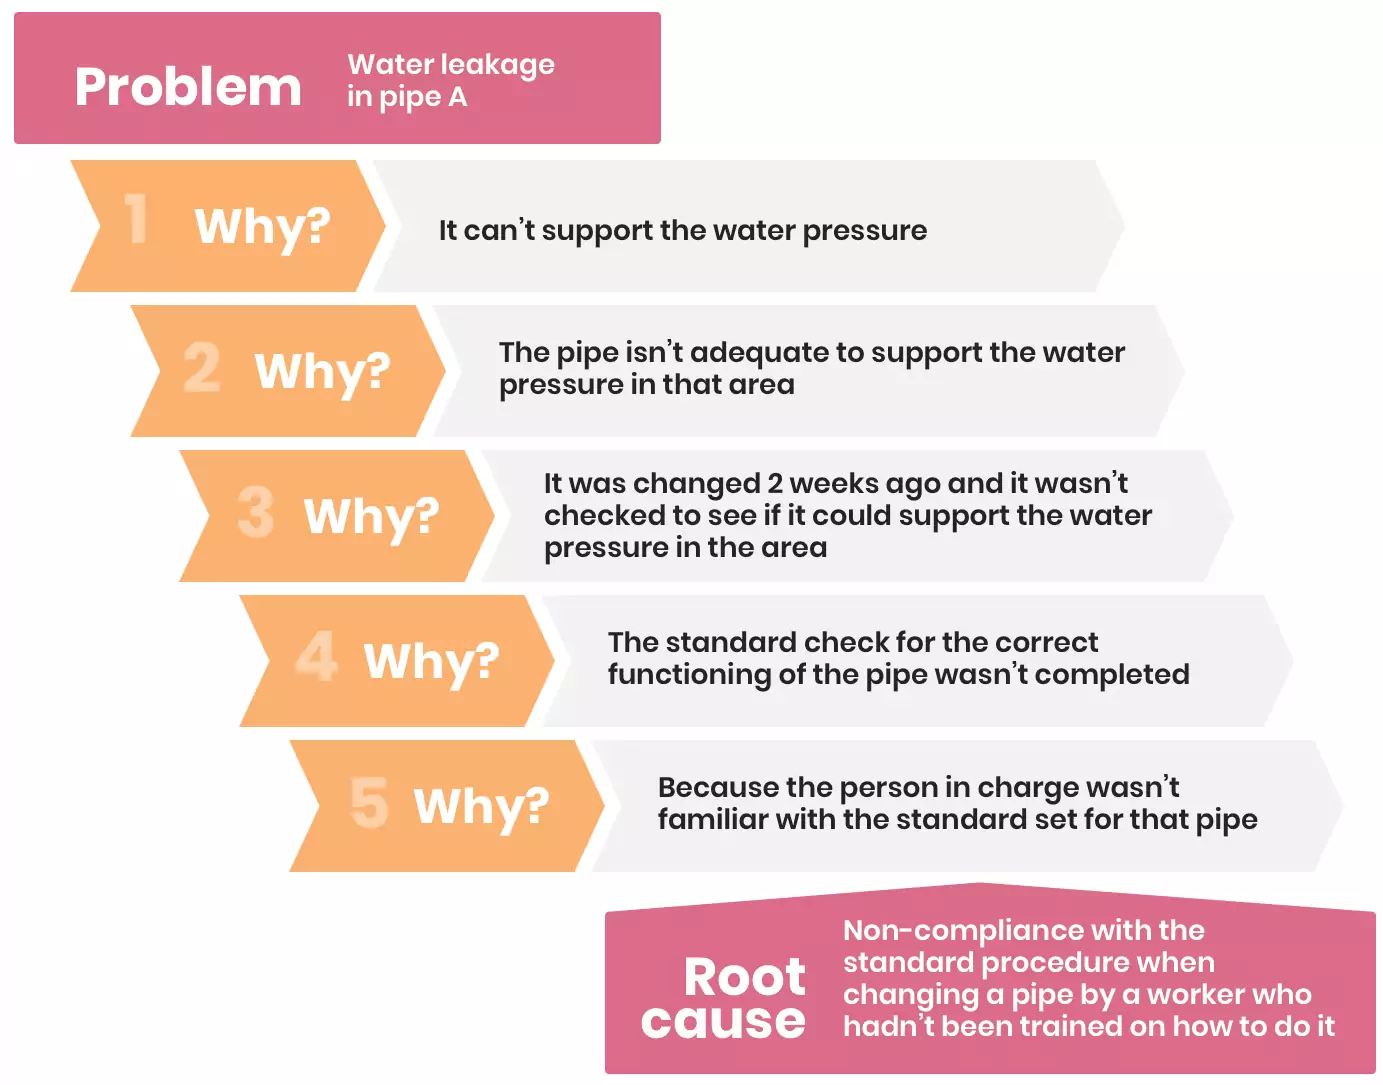 Problem
Water leakage
in pipe A
1 Why?
It can’t support the water pressure
2 Why?
The pipe isn’t adequate to support the water
pressure in that area
3 Why?
It was changed 2 weeks ago and it wasn’t
checked to see if it could support the water
pressure in the area
4 Why?
The standard check for the correct
functioning of the pipe wasn’t completed
5 Why?
Because the person in charge wasn’t
familiar with the standard set for that pipe
Root
cause
Non-compliance with the
standard procedure when
changing a pipe by a worker who
hadn’t been trained on how to do it